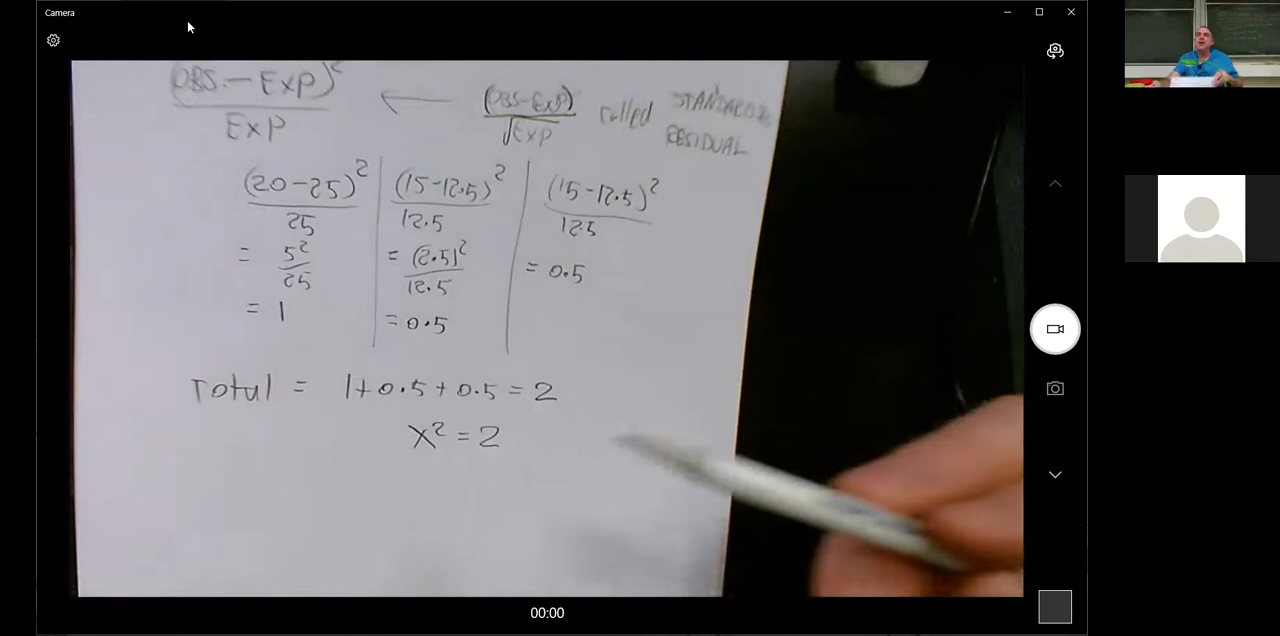 Camera
(OBS.-EXP)²
EXP
(OBS-EXP)
√EXP
called
STANDARDIZED
RESIDUAL
(20-25)²
25
(15-12.5)²
12.5
(15-12.5)²
12.5
= 5²
25
= (2.5)²
12.5
= 0.5
= 1
= 0.5
Total = 1+0.5+0.5=2
X²=2
00:00